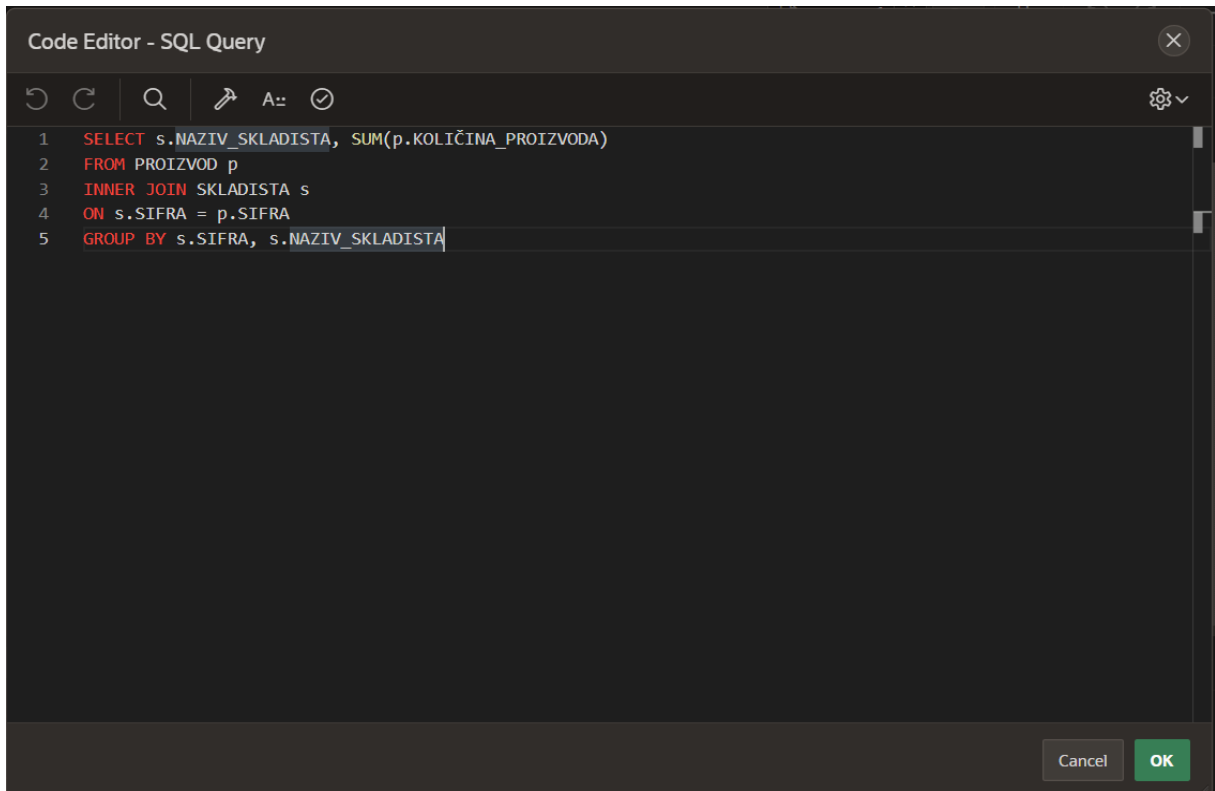 Code Editor - SQL Query
A::
1 SELECT s.NAZIV_SKLADISTA, SUM(p.KOLIČINA_PROIZVODA)
2 FROM PROIZVOD p
3 INNER JOIN SKLADISTA s
4 ON s.SIFRA = p.SIFRA
5 GROUP BY s.SIFRA, s.NAZIV_SKLADISTA
Cancel OK